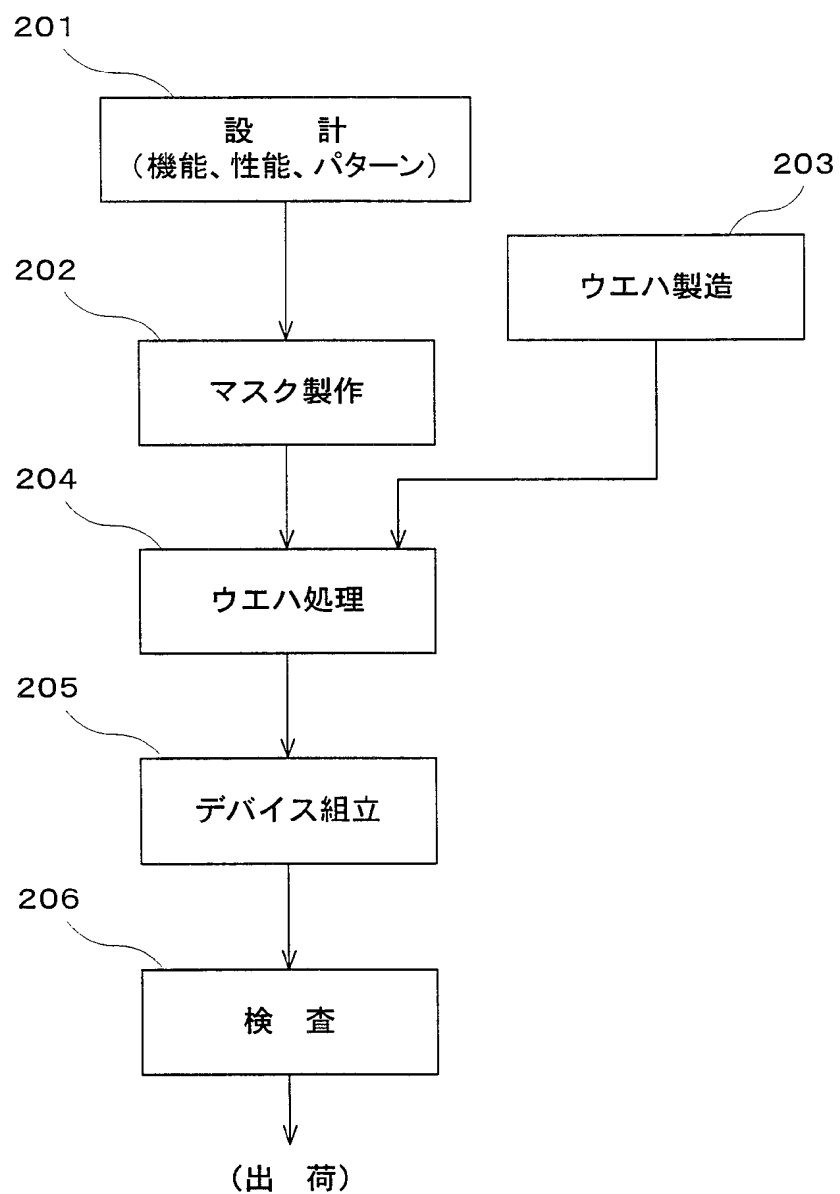 201
設　計
（機能、性能、パターン）
203
ウエハ製造
202
マスク製作
204
ウエハ処理
205
デバイス組立
206
検　査
（出　荷）